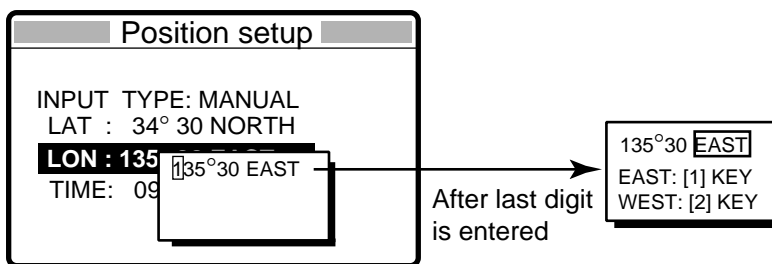 Position setup
INPUT TYPE: MANUAL
LAT : 34° 30 NORTH
LON : 135
135°30 EAST
TIME: 09
After last digit
is entered
135°30 EAST
EAST: [1] KEY
WEST: [2] KEY